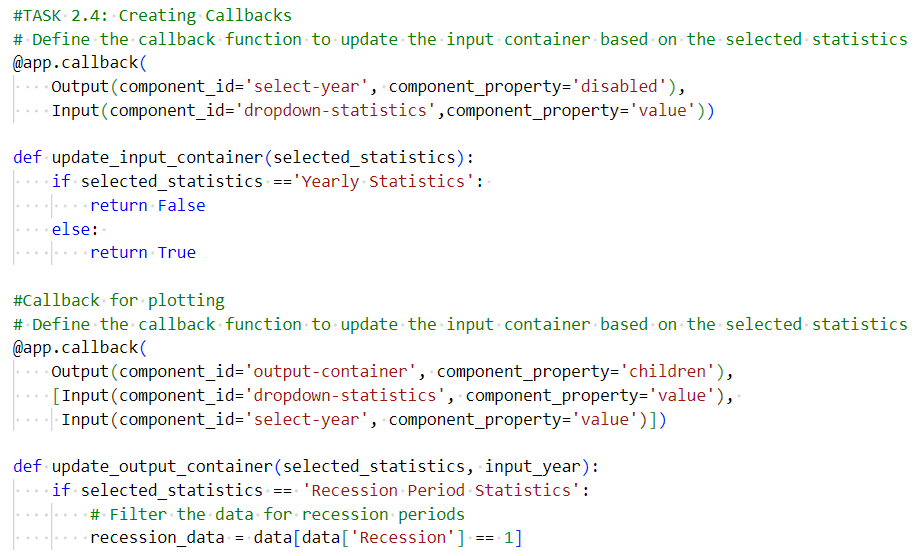 #TASK 2.4: Creating Callbacks
# Define the callback function to update the input container based on the selected statistics
@app.callback(
    Output(component_id='select-year', component_property='disabled'),
    Input(component_id='dropdown-statistics',component_property='value'))

def update_input_container(selected_statistics):
    if selected_statistics =='Yearly Statistics':
        return False
    else:
        return True

#Callback for plotting
# Define the callback function to update the input container based on the selected statistics
@app.callback(
    Output(component_id='output-container', component_property='children'),
    [Input(component_id='dropdown-statistics', component_property='value'),
     Input(component_id='select-year', component_property='value')])

def update_output_container(selected_statistics, input_year):
    if selected_statistics == 'Recession Period Statistics':
        # Filter the data for recession periods
        recession_data = data[data['Recession'] == 1]